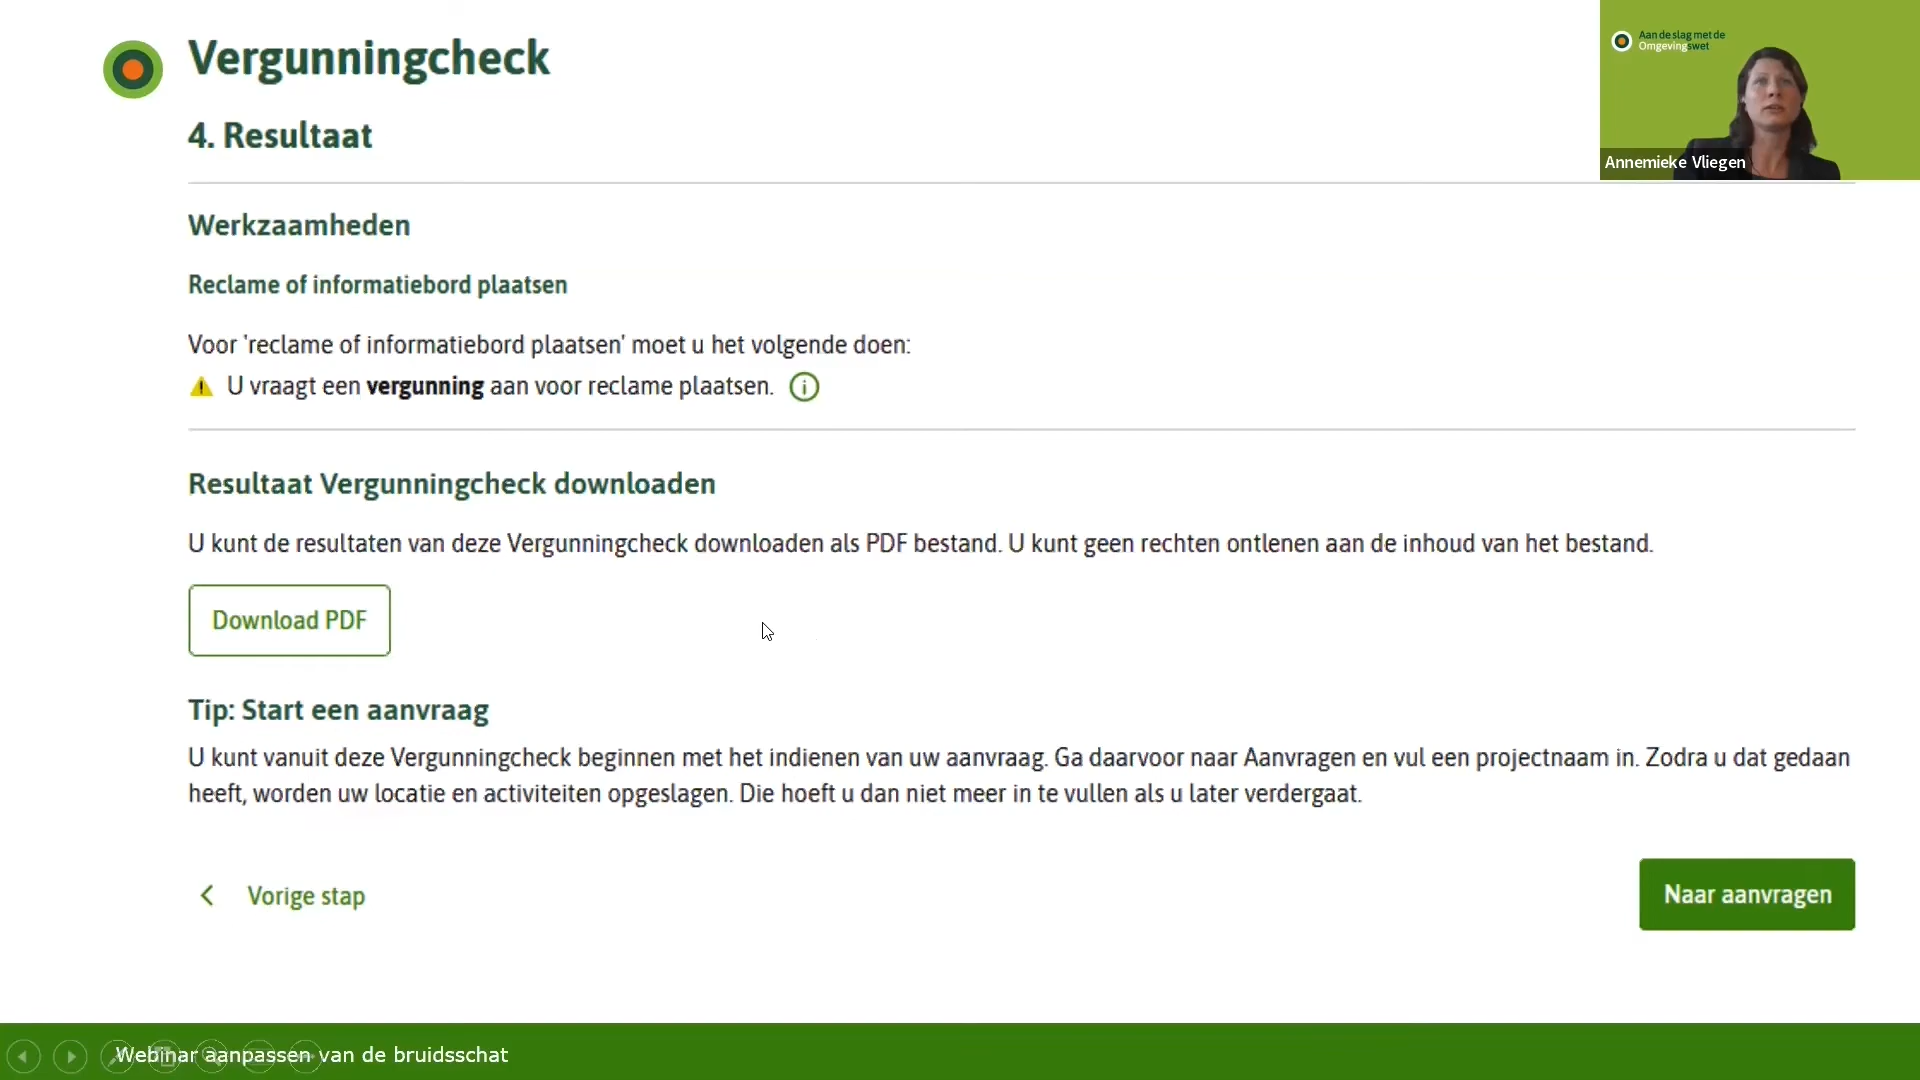 Vergunningcheck
4. Resultaat
Aan de slag met de
Omgevingswet
Annemieke Vliegen
Werkzaamheden
Reclame of informatiebord plaatsen
Voor 'reclame of informatiebord plaatsen' moet u het volgende doen:
U vraagt een vergunning aan voor reclame plaatsen.
Resultaat Vergunningcheck downloaden
U kunt de resultaten van deze Vergunningcheck downloaden als PDF bestand. U kunt geen rechten ontlenen aan de inhoud van het bestand.
Download PDF
Tip: Start een aanvraag
U kunt vanuit deze Vergunningcheck beginnen met het indienen van uw aanvraag. Ga daarvoor naar Aanvragen en vul een projectnaam in. Zodra u dat gedaan
heeft, worden uw locatie en activiteiten opgeslagen. Die hoeft u dan niet meer in te vullen als u later verdergaat.
Vorige stap
Naar aanvragen
Webinar aanpassen van de bruidsschat